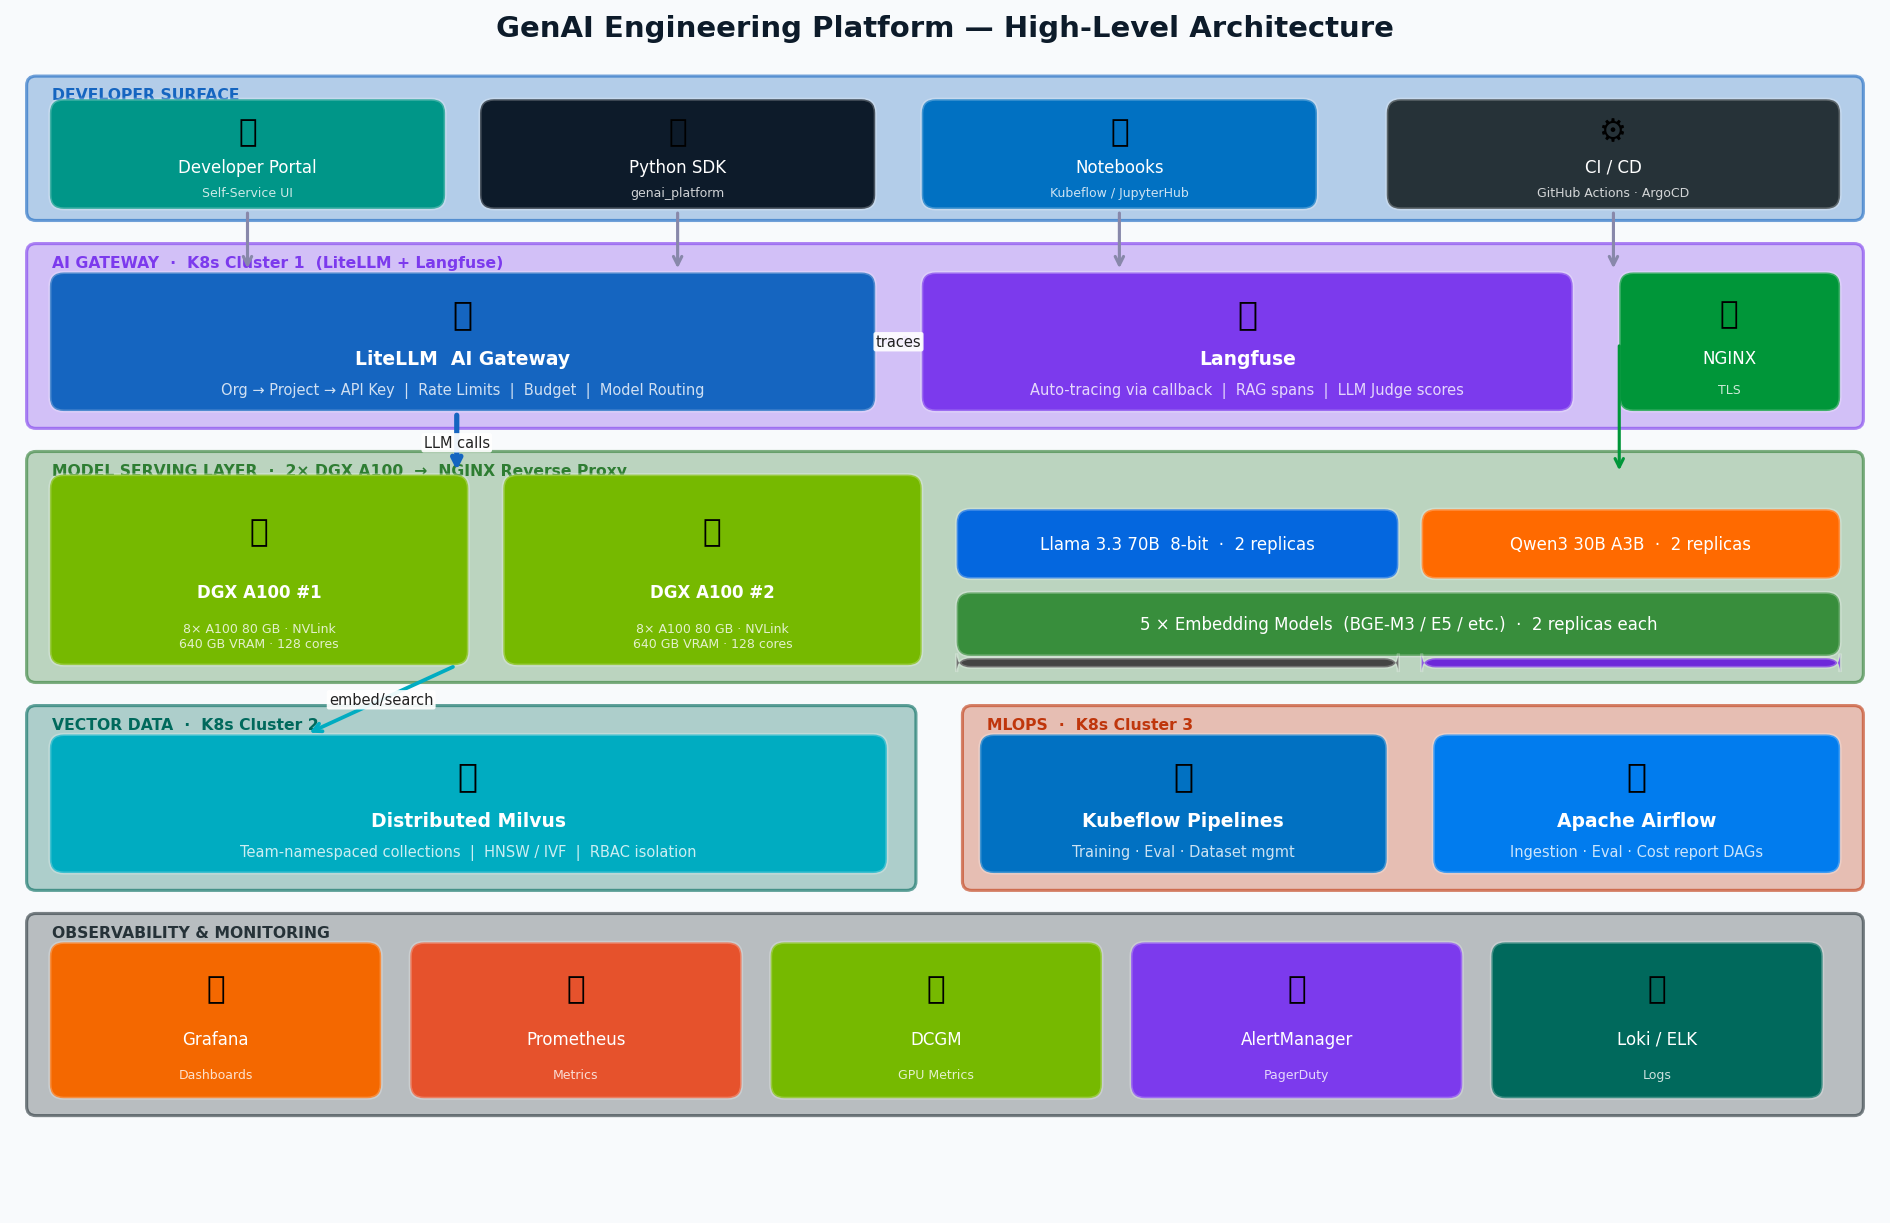 GenAI Engineering Platform — High-Level Architecture
DEVELOPER SURFACE
Developer Portal
Self-Service UI
Python SDK
genai_platform
Notebooks
Kubeflow / JupyterHub
CI / CD
GitHub Actions · ArgoCD
AI GATEWAY · K8s Cluster 1 (LiteLLM + Langfuse)
LiteLLM AI Gateway
Org → Project → API Key | Rate Limits | Budget | Model Routing
traces
Langfuse
Auto-tracing via callback | RAG spans | LLM Judge scores
NGINX
TLS
LLM calls
MODEL SERVING LAYER · 2× DGX A100 → NGINX Reverse Proxy
DGX A100 #1
8× A100 80 GB · NVLink
640 GB VRAM · 128 cores
DGX A100 #2
8× A100 80 GB · NVLink
640 GB VRAM · 128 cores
Llama 3.3 70B 8-bit · 2 replicas
Qwen3 30B A3B · 2 replicas
5 × Embedding Models (BGE-M3 / E5 / etc.) · 2 replicas each
embed/search
VECTOR DATA · K8s Cluster 2
Distributed Milvus
Team-namespaced collections | HNSW / IVF | RBAC isolation
MLOPS · K8s Cluster 3
Kubeflow Pipelines
Training · Eval · Dataset mgmt
Apache Airflow
Ingestion · Eval · Cost report DAGs
OBSERVABILITY & MONITORING
Grafana
Dashboards
Prometheus
Metrics
DCGM
GPU Metrics
AlertManager
PagerDuty
Loki / ELK
Logs